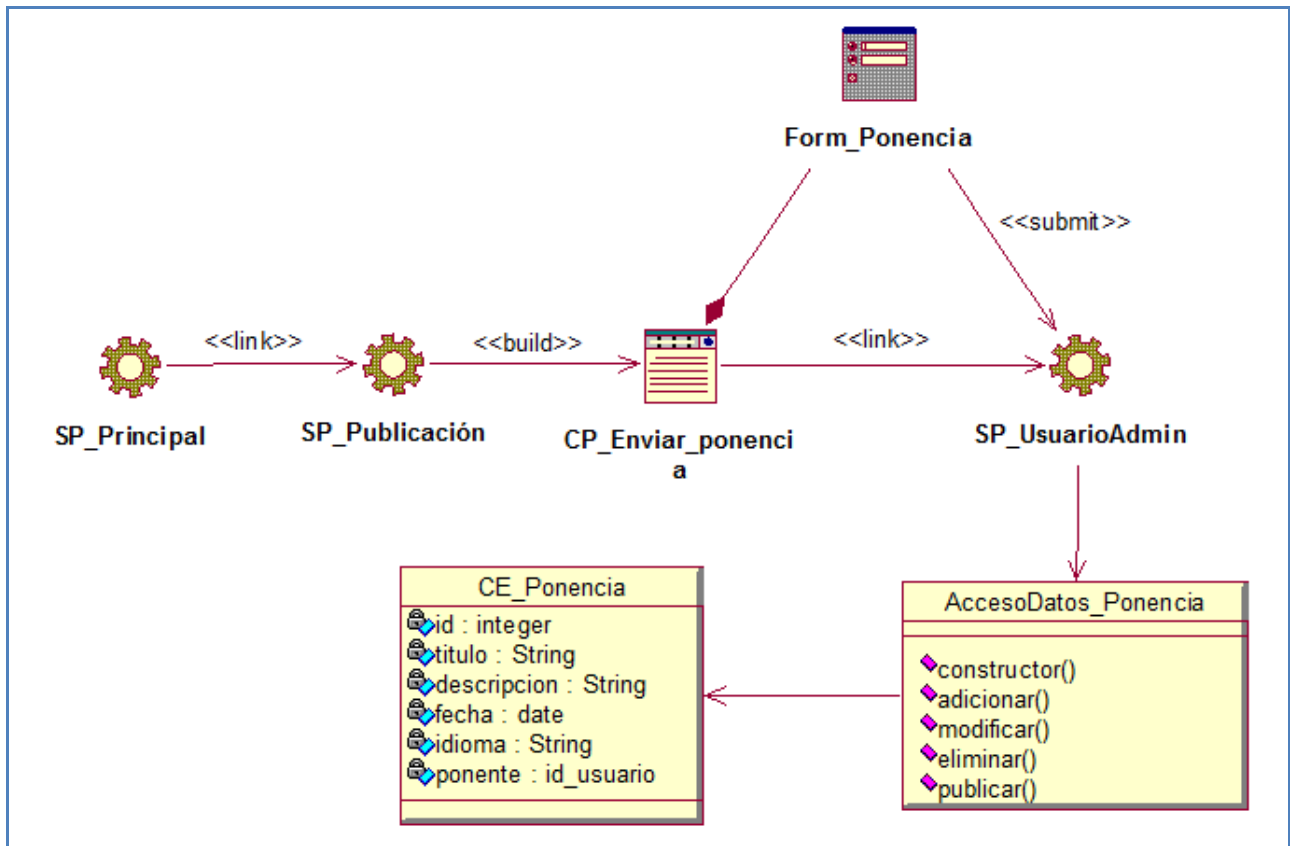 Form_Ponencia
<<submit>>
<<link>>
<<build>>
<<link>>
SP_Principal
SP_Publicación
CP_Enviar_ponenci
a
SP_UsuarioAdmin
CE_Ponencia
id : integer
titulo : String
descripcion : String
fecha : date
idioma : String
ponente : id_usuario
AccesoDatos_Ponencia
constructor()
adicionar()
modificar()
eliminar()
publicar()